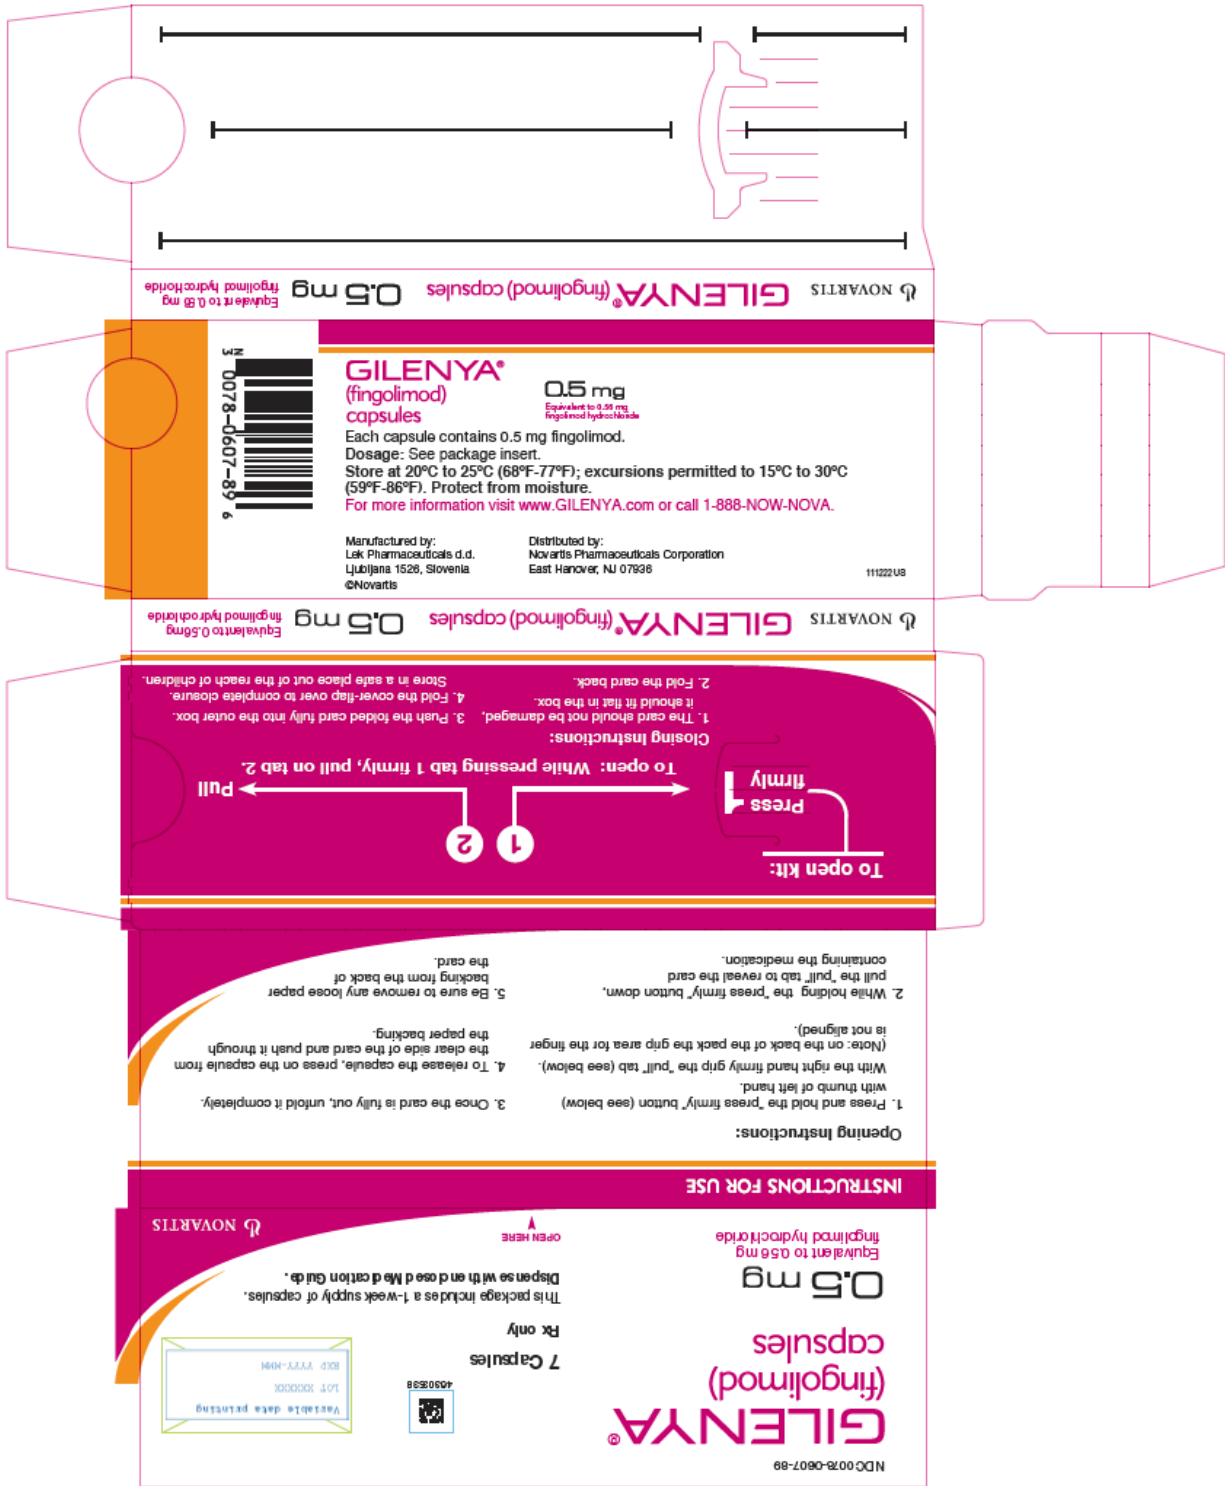 NOVARTIS
GILENYA® (fingolimod) capsules
0.5 mg
Equivalent to 0.56 mg
fingolimod hydrochloride
N
3 0078-0607-89 6
GILENYA®
(fingolimod)
capsules
0.5 mg
Equivalent to 0.56 mg
fingolimod hydrochloride
Each capsule contains 0.5 mg fingolimod.
Dosage: See package insert.
Store at 20ºC to 25ºC (68ºF-77ºF); excursions permitted to 15ºC to 30ºC
(59ºF-86ºF). Protect from moisture.
For more information visit www.GILENYA.com or call 1-888-NOW-NOVA.
Manufactured by:
Lek Pharmaceuticals d.d.
Ljubljana 1526, Slovenia
©Novartis
Distributed by:
Novartis Pharmaceuticals Corporation
East Hanover, NJ 07936
111222 US
NOVARTIS
GILENYA® (fingolimod) capsules
0.5 mg
Equivalent to 0.56mg
fingolimod hydrochloride
To open kit:
Press
firmly
1
1
2
Pull
To open: While pressing tab 1 firmly, pull on tab 2.
Closing Instructions:
1. The card should not be damaged,
it should fit flat in the box.
2. Fold the card back.
3. Push the folded card fully into the outer box.
4. Fold the cover-flap over to complete closure.
Store in a safe place out of the reach of children.
NDC 0078-0607-89
GILENYA®
(fingolimod)
capsules
0.5 mg
Equivalent to 0.56 mg
fingolimod hydrochloride
46303538
7 Capsules
Rx only
This package includes a 1-week supply of capsules.
Dispense with enclosed Medication Guide.
OPEN HERE
Variable data printing
LOT XXXXXX
EXP YYYY-MMM
NOVARTIS
INSTRUCTIONS FOR USE
Opening Instructions:
1. Press and hold the "press firmly" button (see below)
with thumb of left hand.
With the right hand firmly grip the "pull" tab (see below).
(Note: on the back of the pack the grip area for the finger
is not aligned).
2. While holding the "press firmly" button down,
pull the "pull" tab to reveal the card
containing the medication.
3. Once the card is fully out, unfold it completely.
4. To release the capsule, press on the capsule from
the clear side of the card and push it through
the paper backing.
5. Be sure to remove any loose paper
backing from the back of
the card.